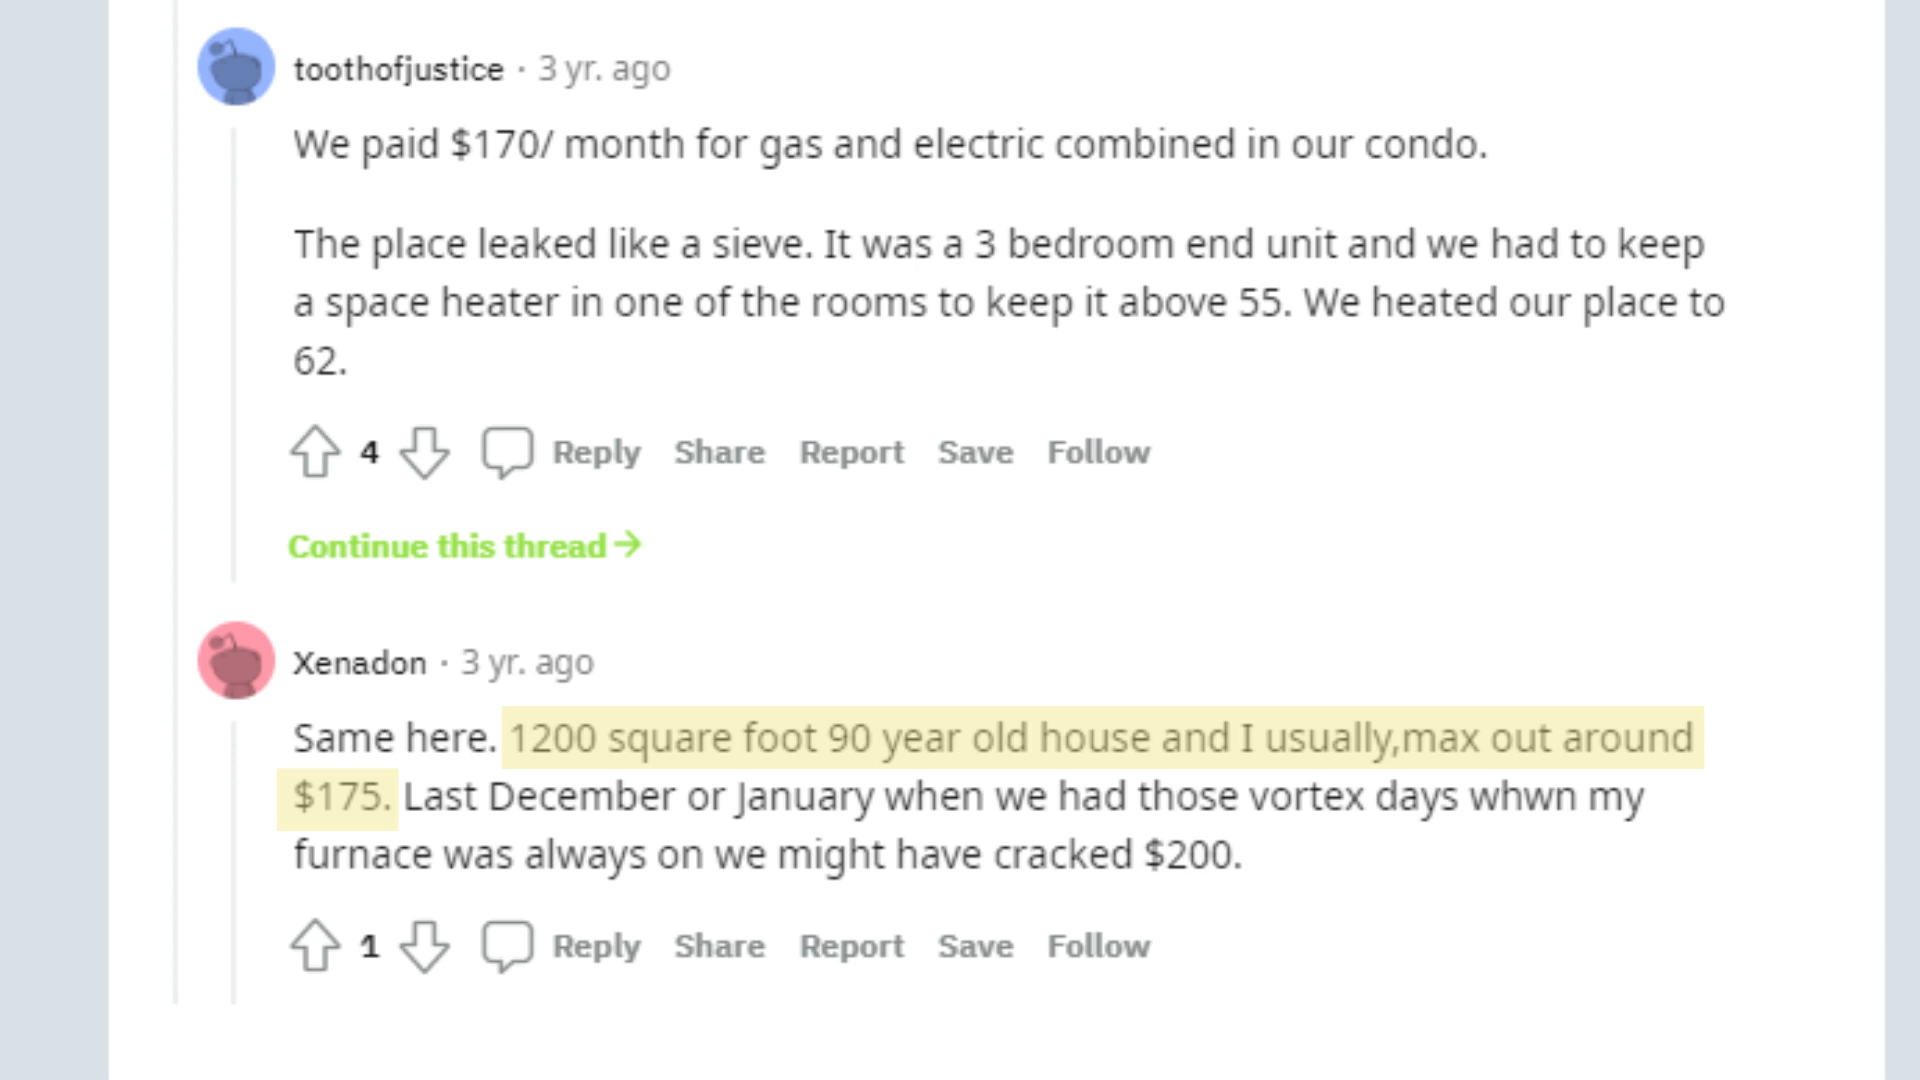 toothofjustice · 3 yr. ago
We paid $170/ month for gas and electric combined in our condo.
The place leaked like a sieve. It was a 3 bedroom end unit and we had to keep
a space heater in one of the rooms to keep it above 55. We heated our place to
62.
4 Reply Share Report Save Follow
Continue this thread →
Xenadon · 3 yr. ago
Same here. 1200 square foot 90 year old house and I usually,max out around
$175. Last December or January when we had those vortex days whwn my
furnace was always on we might have cracked $200.
1 Reply Share Report Save Follow